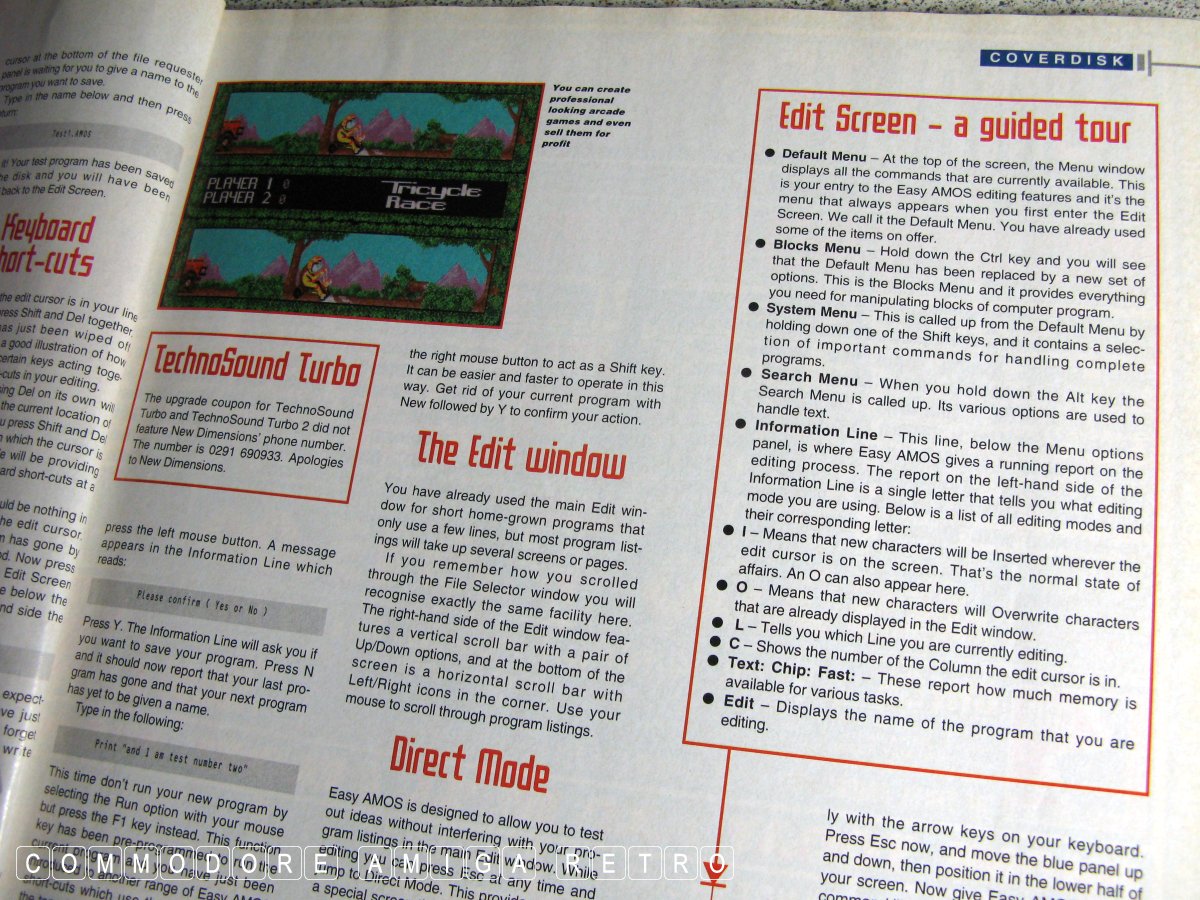 COVERDISK
cursor at the bottom of the file requester
panel is waiting for you to give a name to the
program you want to save.
Type in the name below and then press
Test1.AMOS
it! Your test program has been saved
disk and you will have been
back to the Edit Screen.
Keyboard
the edit cursor is in your line
press Shift and Del together
has just been wiped off
a good illustration of how
certain keys acting toge-
in your editing.
Del on its own will
the current location of
press Shift and Del
which the cursor is
will be providing
short-cuts at a
be nothing in
edit cursor.
has gone by
Now press
Edit Screen
below the
and side the
expect-
just
forget
write
PLAYER 1 0
PLAYER 2 0
Tricycle
Race
You can create
professional
looking arcade
games and even
sell them for
profit
TechnoSound Turbo
The upgrade coupon for TechnoSound
Turbo and TechnoSound Turbo 2 did not
feature New Dimensions' phone number.
The number is 0291 690933. Apologies
to New Dimensions.
press the left mouse button. A message
appears in the Information Line which
reads:
Please confirm ( Yes or No )
Press Y. The Information Line will ask you if
you want to save your program. Press N
and it should now report that your last pro-
gram has gone and that your next program
has yet to be given a name.
Type in the following:
Print "and I am test number two"
This time don't run your new program by
selecting the Run option with your mouse
but press the F1 key instead. This function
key has been pre-programmed to run the
current program
another range of Easy
short-cuts which use the
the right mouse button to act as a Shift key.
It can be easier and faster to operate in this
way. Get rid of your current program with
New followed by Y to confirm your action.
The Edit window
You have already used the main Edit win-
dow for short home-grown programs that
only use a few lines, but most program list-
ings will take up several screens or pages.
If you remember how you scrolled
through the File Selector window you will
recognise exactly the same facility here.
The right-hand side of the Edit window fea-
tures a vertical scroll bar with a pair of
Up/Down options, and at the bottom of the
screen is a horizontal scroll bar with
Left/Right icons in the corner. Use your
mouse to scroll through program listings.
Direct Mode
Easy AMOS is designed to allow you to test
out ideas without interfering with your pro-
gram listings in the main Edit window. While
editing you can press Esc at any time and
jump to Direct Mode. This provides
a special screen
Edit Screen – a guided tour
● Default Menu – At the top of the screen, the Menu window
displays all the commands that are currently available. This
is your entry to the Easy AMOS editing features and it's the
menu that always appears when you first enter the Edit
Screen. We call it the Default Menu. You have already used
some of the items on offer.
● Blocks Menu – Hold down the Ctrl key and you will see
that the Default Menu has been replaced by a new set of
options. This is the Blocks Menu and it provides everything
you need for manipulating blocks of computer program.
● System Menu – This is called up from the Default Menu by
holding down one of the Shift keys, and it contains a selec-
tion of important commands for handling complete
programs.
● Search Menu – When you hold down the Alt key the
Search Menu is called up. Its various options are used to
handle text.
● Information Line – This line, below the Menu options
panel, is where Easy AMOS gives a running report on the
editing process. The report on the left-hand side of the
Information Line is a single letter that tells you what editing
mode you are using. Below is a list of all editing modes and
their corresponding letter:
● I – Means that new characters will be Inserted wherever the
edit cursor is on the screen. That's the normal state of
affairs. An O can also appear here.
● O – Means that new characters will Overwrite characters
that are already displayed in the Edit window.
● L – Tells you which Line you are currently editing.
● C – Shows the number of the Column the edit cursor is in.
● Text: Chip: Fast: – These report how much memory is
available for various tasks.
● Edit – Displays the name of the program that you are
editing.
ly with the arrow keys on your keyboard.
Press Esc now, and move the blue panel up
and down, then position it in the lower half of
your screen. Now give Easy
COMMODORE AMIGA RETRO